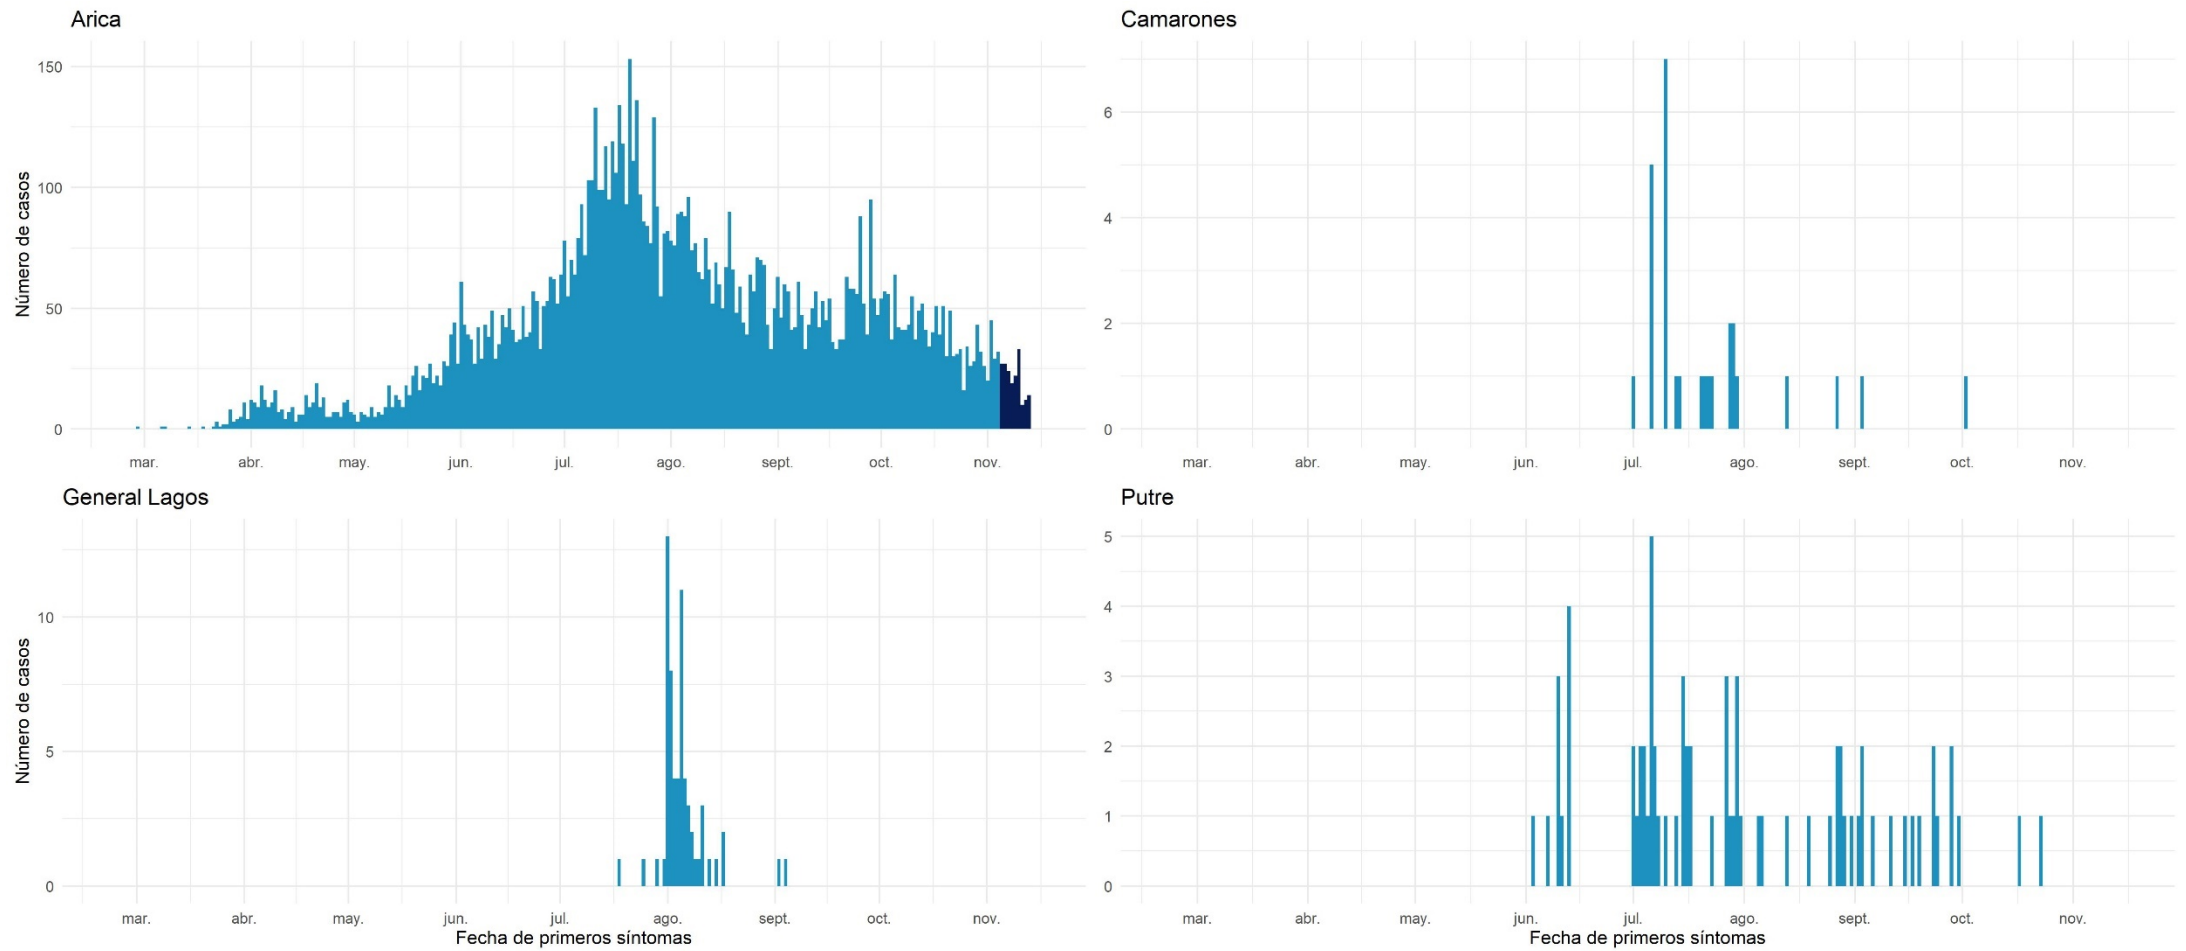 Arica
Número de casos
150
100
50
0
mar. abr. may. jun. jul. ago. sept. oct. nov.
Camarones
6
4
2
0
mar. abr. may. jun. jul. ago. sept. oct. nov.
General Lagos
Número de casos
10
5
0
mar. abr. may. jun. jul. ago. sept. oct. nov.
Fecha de primeros síntomas
Putre
5
4
3
2
1
0
mar. abr. may. jun. jul. ago. sept. oct. nov.
Fecha de primeros síntomas